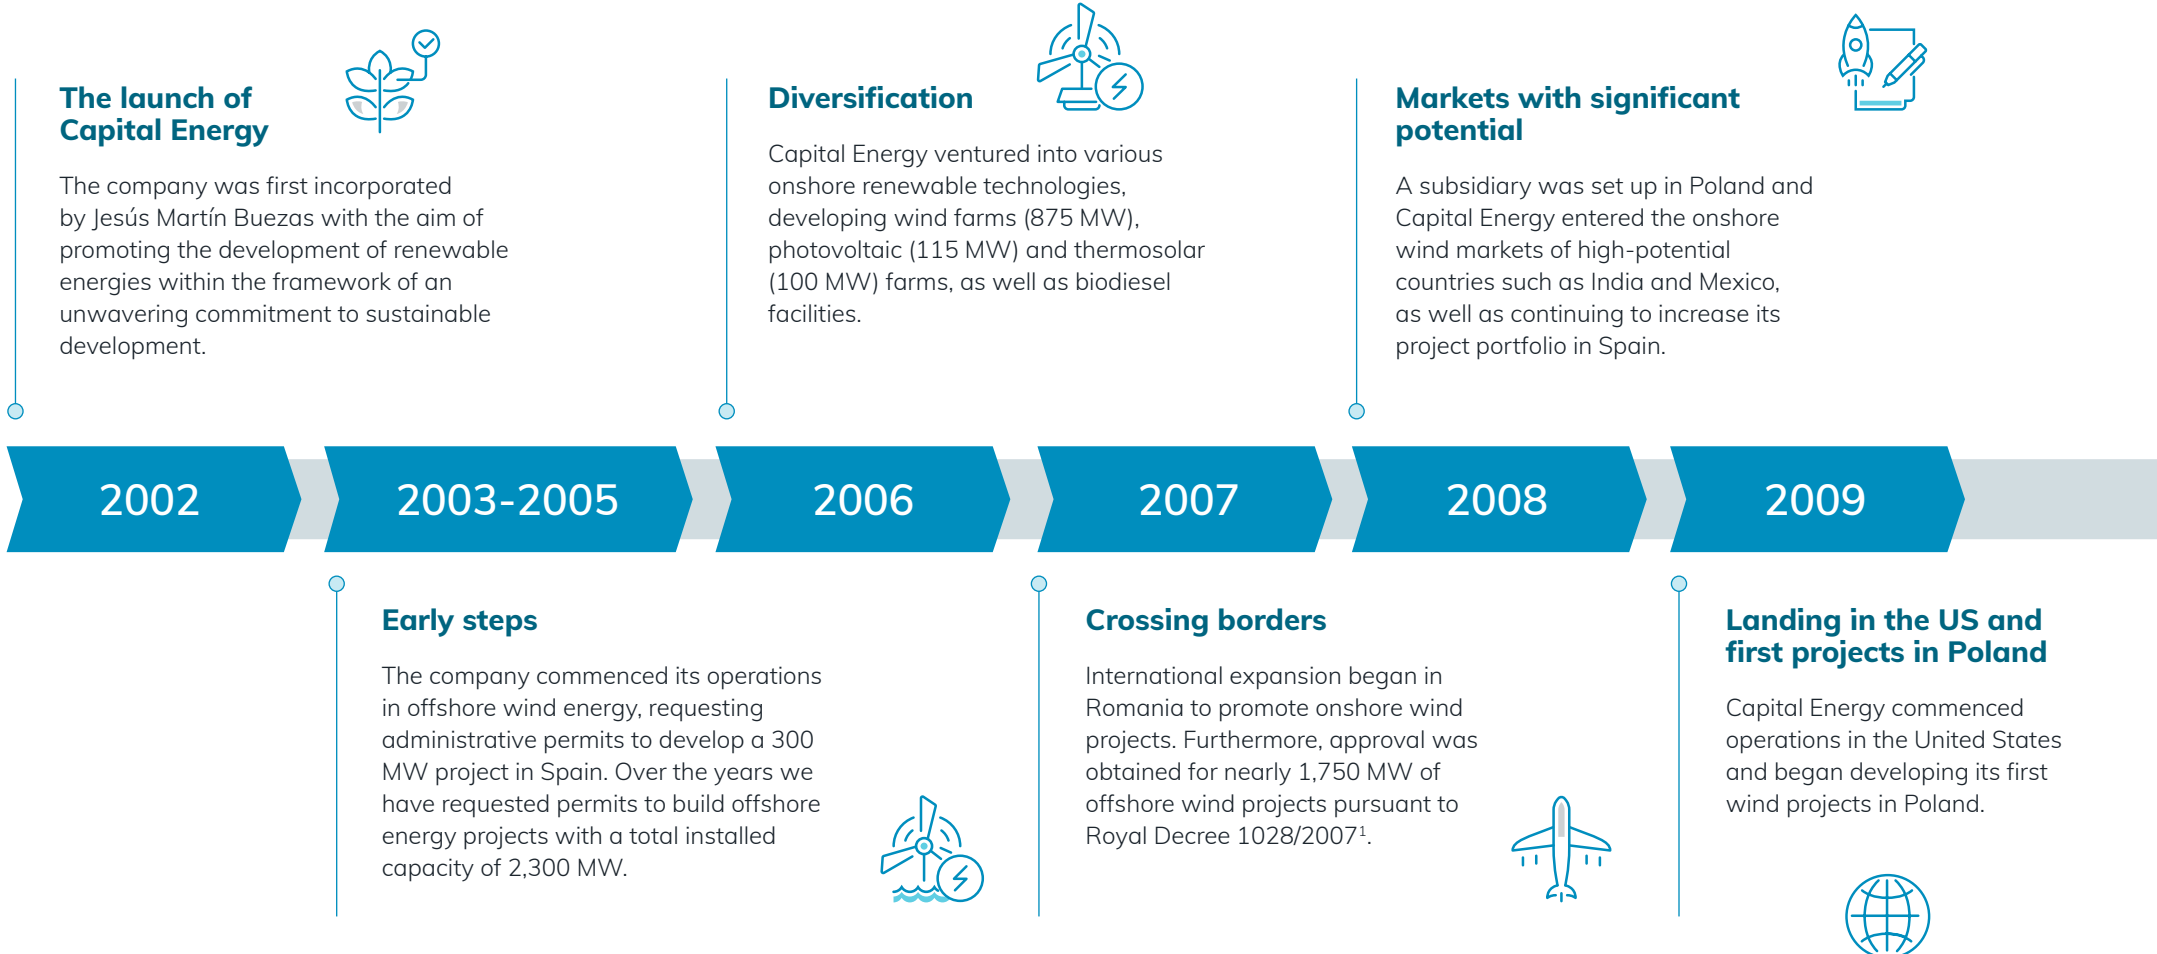 The launch of
Capital Energy
The company was first incorporated
by Jesús Martín Buezas with the aim of
promoting the development of renewable
energies within the framework of an
unwavering commitment to sustainable
development.
Diversification
Capital Energy ventured into various
onshore renewable technologies,
developing wind farms (875 MW),
photovoltaic (115 MW) and thermosolar
(100 MW) farms, as well as biodiesel
facilities.
Markets with significant
potential
A subsidiary was set up in Poland and
Capital Energy entered the onshore
wind markets of high-potential
countries such as India and Mexico,
as well as continuing to increase its
project portfolio in Spain.
2002
2003-2005
2006
2007
2008
2009
Early steps
The company commenced its operations
in offshore wind energy, requesting
administrative permits to develop a 300
MW project in Spain. Over the years we
have requested permits to build offshore
energy projects with a total installed
capacity of 2,300 MW.
Crossing borders
International expansion began in
Romania to promote onshore wind
projects. Furthermore, approval was
obtained for nearly 1,750 MW of
offshore wind projects pursuant to
Royal Decree 1028/2007¹.
Landing in the US and
first projects in Poland
Capital Energy commenced
operations in the United States
and began developing its first
wind projects in Poland.